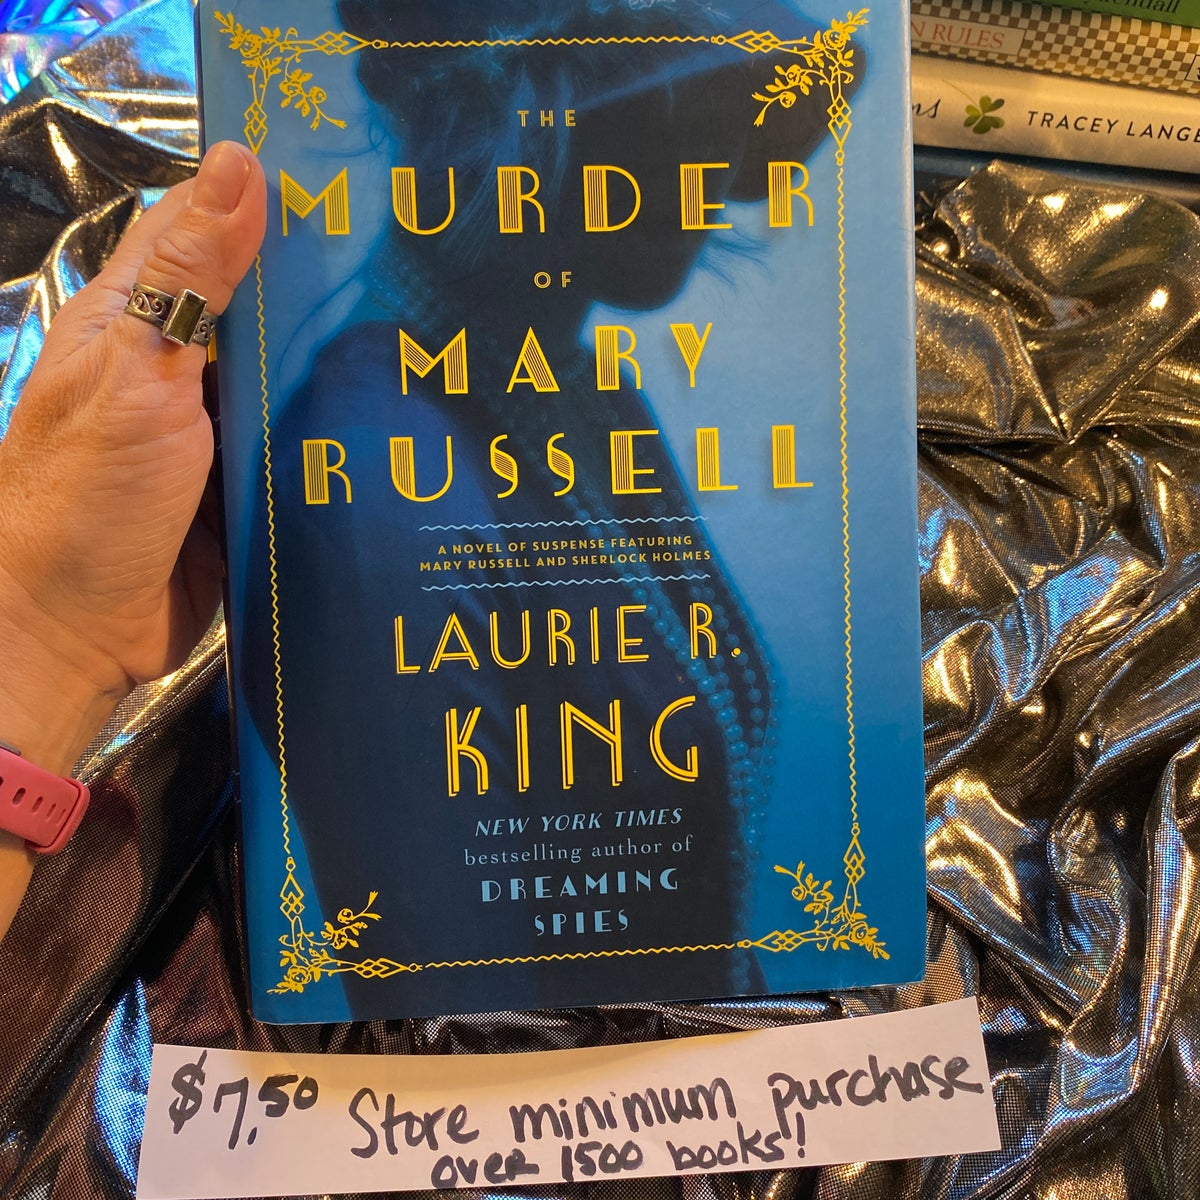 THE
MURDER
OF
MARY
RUSSELL
A NOVEL OF SUSPENSE FEATURING
MARY RUSSELL AND SHERLOCK HOLMES
LAURIE R.
KING
NEW YORK TIMES
bestselling author of
DREAMING
SPIES
RULES
TRACEY LANGE
$7.50 Store minimum purchase
over 1500 books!